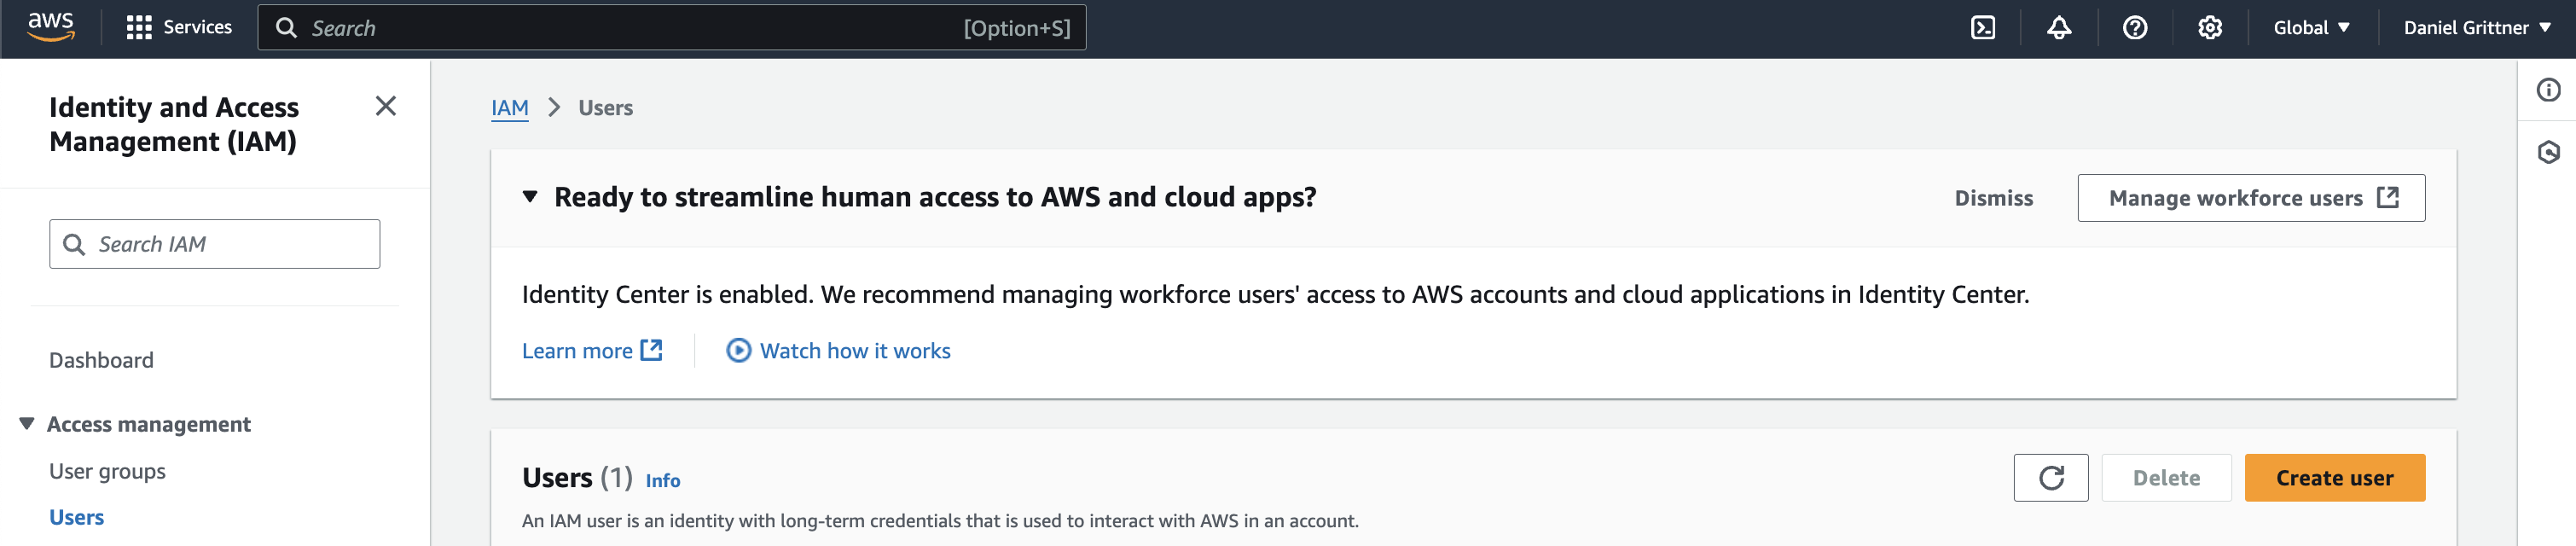 aws
Services
Search
[Option+S]
Global
Daniel Grittner
Identity and Access
Management (IAM)
Search IAM
Dashboard
Access management
User groups
Users
IAM
Users
Ready to streamline human access to AWS and cloud apps?
Dismiss
Manage workforce users
Identity Center is enabled. We recommend managing workforce users' access to AWS accounts and cloud applications in Identity Center.
Learn more
Watch how it works
Users (1)
Info
Delete
Create user
An IAM user is an identity with long-term credentials that is used to interact with AWS in an account.